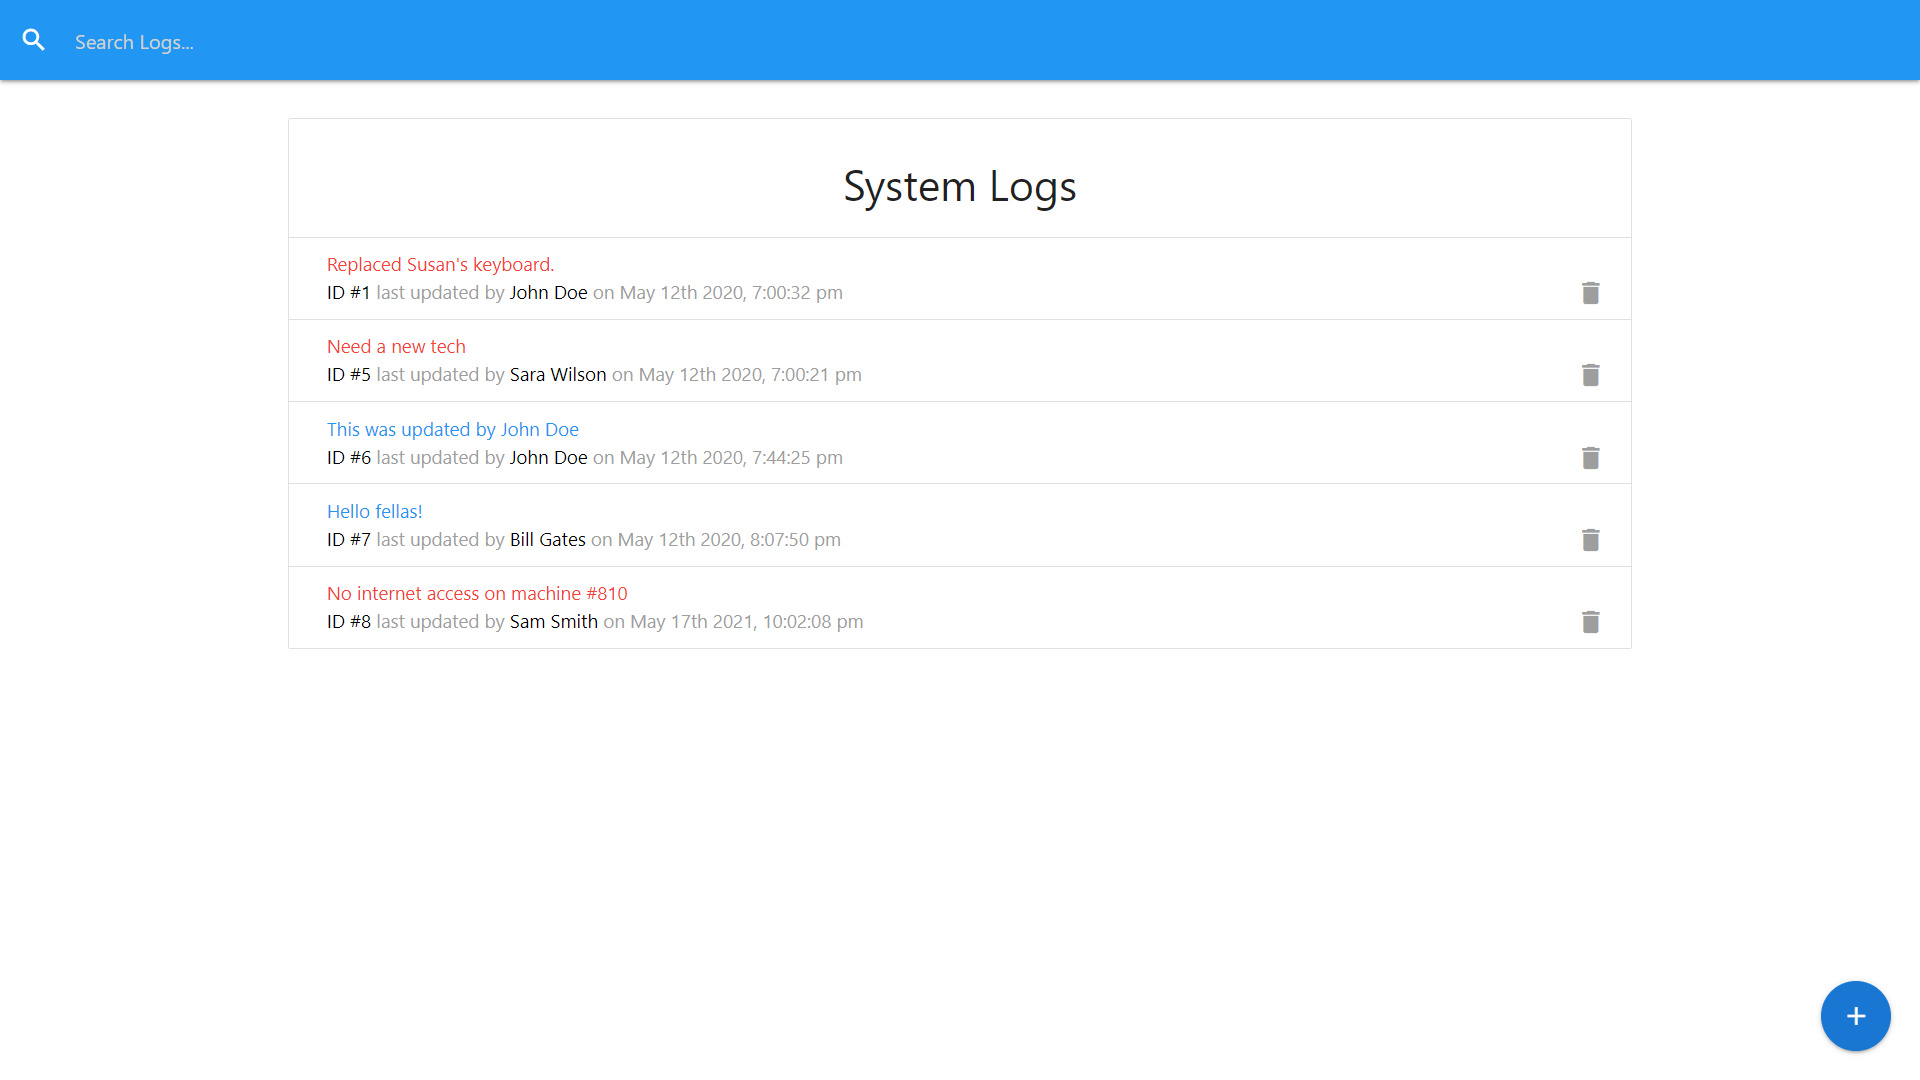 Search Logs...
System Logs
Replaced Susan's keyboard.
ID #1 last updated by John Doe on May 12th 2020, 7:00:32 pm
Need a new tech
ID #5 last updated by Sara Wilson on May 12th 2020, 7:00:21 pm
This was updated by John Doe
ID #6 last updated by John Doe on May 12th 2020, 7:44:25 pm
Hello fellas!
ID #7 last updated by Bill Gates on May 12th 2020, 8:07:50 pm
No internet access on machine #810
ID #8 last updated by Sam Smith on May 17th 2021, 10:02:08 pm